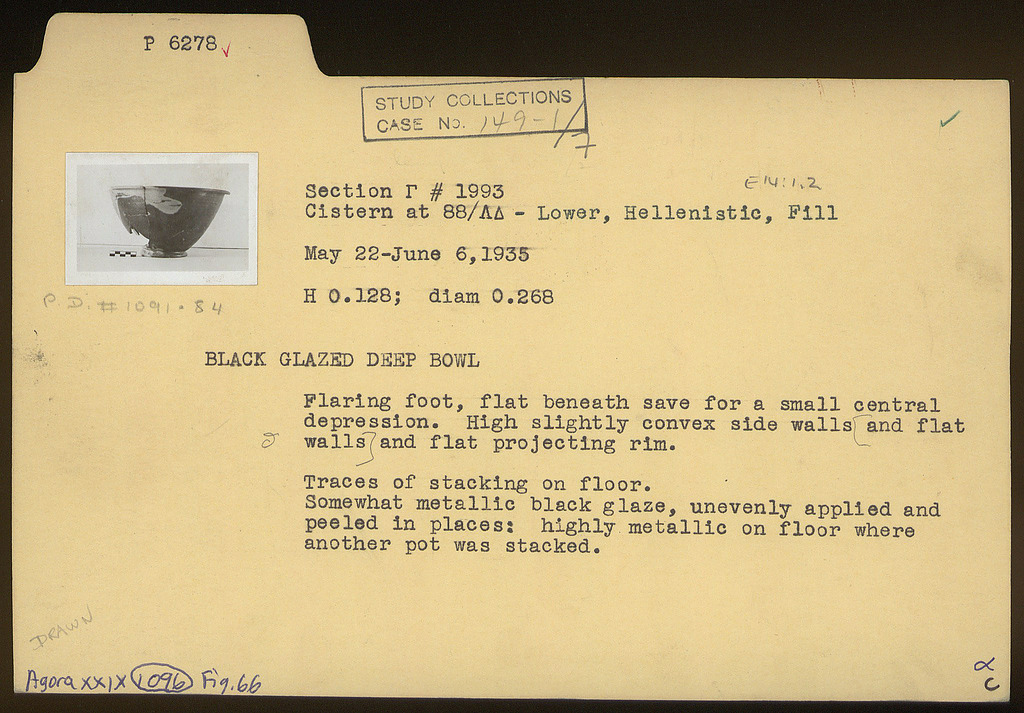 P 6278 ✓
STUDY COLLECTIONS
CASE No. 149-1/7
✓
E 14:1.2
Section Γ # 1993
Cistern at 88/ΛΔ - Lower, Hellenistic, Fill
May 22-June 6,1935
H 0.128;  diam 0.268
P. D. # 1091 - 84
BLACK GLAZED DEEP BOWL
Flaring foot, flat beneath save for a small central
depression.  High slightly convex side walls[and flat
walls]and flat projecting rim.
Traces of stacking on floor.
Somewhat metallic black glaze, unevenly applied and
peeled in places:  highly metallic on floor where
another pot was stacked.
DRAWN
Agora XXIX 1096 Fig. 66
α
C